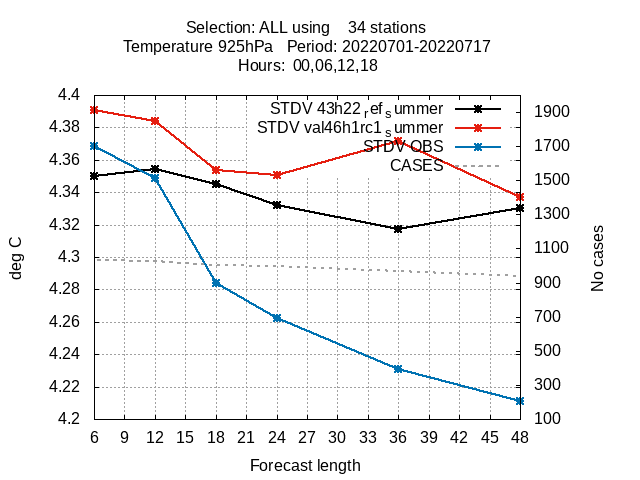 Selection: ALL using    34 stations
Temperature 925hPa   Period: 20220701-20220717
Hours:  00,06,12,18
STDV 43h22ref_summer
STDV val46h1rc1_summer
STDV OBS
CASES
4.4
4.38
4.36
4.34
4.32
4.3
4.28
4.26
4.24
4.22
4.2
deg C
1900
1700
1500
1300
1100
900
700
500
300
100
No cases
6 9 12 15 18 21 24 27 30 33 36 39 42 45 48
Forecast length